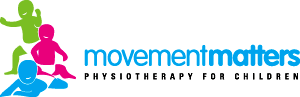 movementmatters
PHYSIOTHERAPY FOR CHILDREN